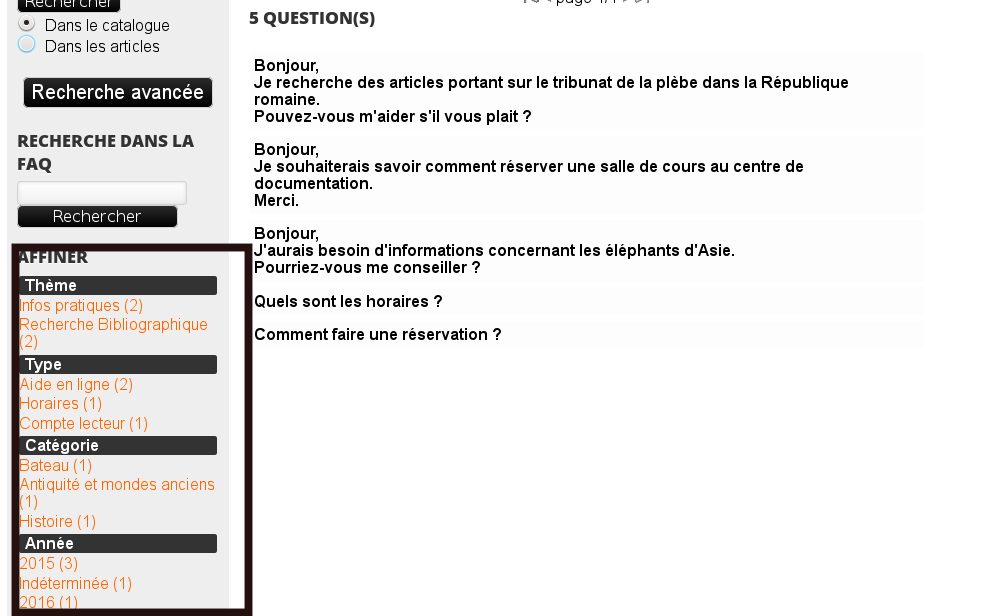 Rechercher
Dans le catalogue
Dans les articles
Recherche avancée
RECHERCHE DANS LA
FAQ
Rechercher
AFFINER
Thème
Infos pratiques (2)
Recherche Bibliographique
(2)
Type
Aide en ligne (2)
Horaires (1)
Compte lecteur (1)
Catégorie
Bateau (1)
Antiquité et mondes anciens
(1)
Histoire (1)
Année
2015 (3)
Indéterminée (1)
2016 (1)
page 1/1
5 QUESTION(S)
Bonjour,
Je recherche des articles portant sur le tribunat de la plèbe dans la République
romaine.
Pouvez-vous m'aider s'il vous plait ?
Bonjour,
Je souhaiterais savoir comment réserver une salle de cours au centre de
documentation.
Merci.
Bonjour,
J'aurais besoin d'informations concernant les éléphants d'Asie.
Pourriez-vous me conseiller ?
Quels sont les horaires ?
Comment faire une réservation ?